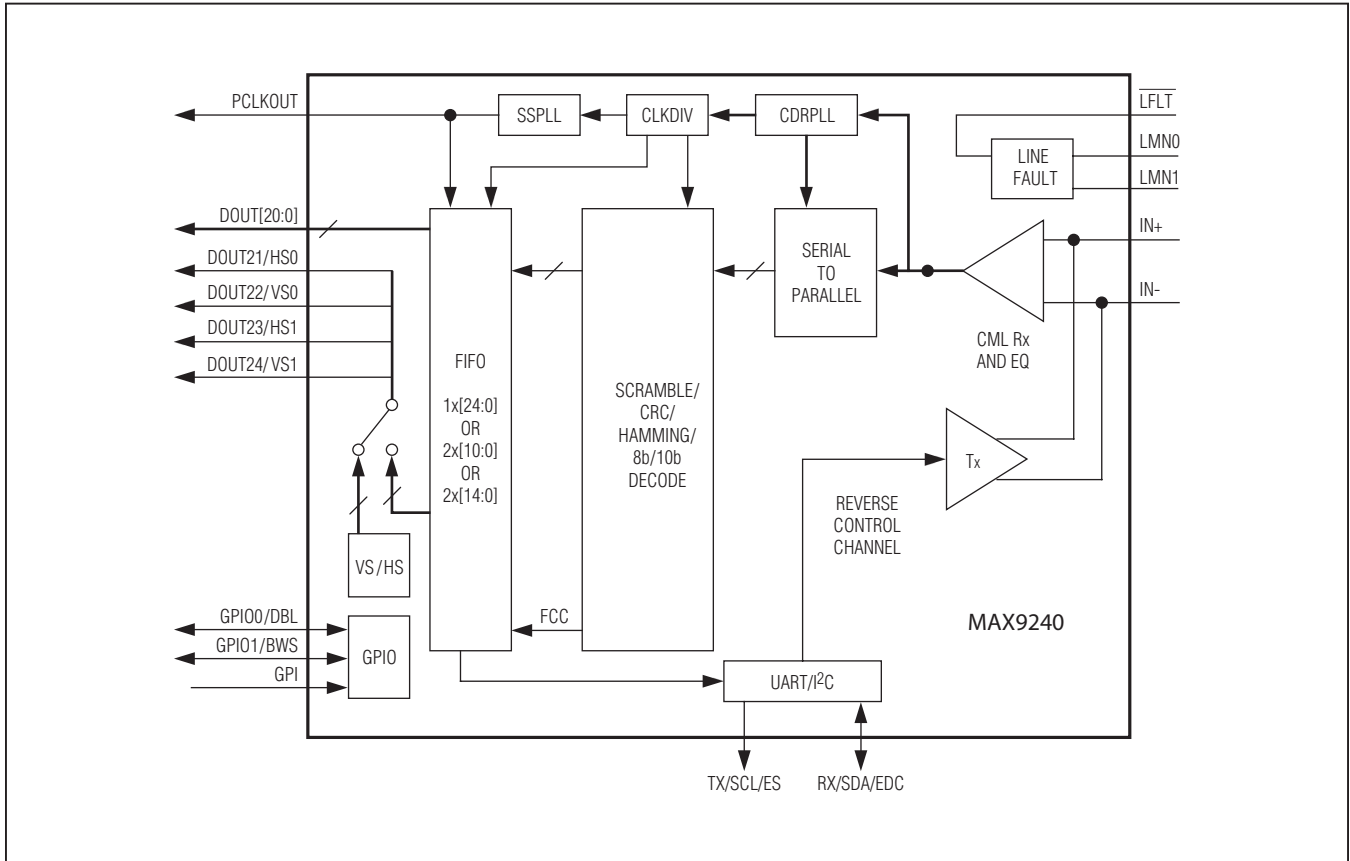 PCLKOUT
SSPLL
CLKDIV
CDRPLL
LFLT
LINE
FAULT
LMN0
LMN1
DOUT[20:0]
DOUT21/HS0
DOUT22/VS0
DOUT23/HS1
DOUT24/VS1
FIFO
1x[24:0]
OR
2x[10:0]
OR
2x[14:0]
SCRAMBLE/
CRC/
HAMMING/
8b/10b
DECODE
SERIAL
TO
PARALLEL
IN+
IN-
CML Rx
AND EQ
Tx
REVERSE
CONTROL
CHANNEL
VS/HS
FCC
MAX9240
GPIO0/DBL
GPIO1/BWS
GPI
GPIO
UART/I²C
TX/SCL/ES
RX/SDA/EDC